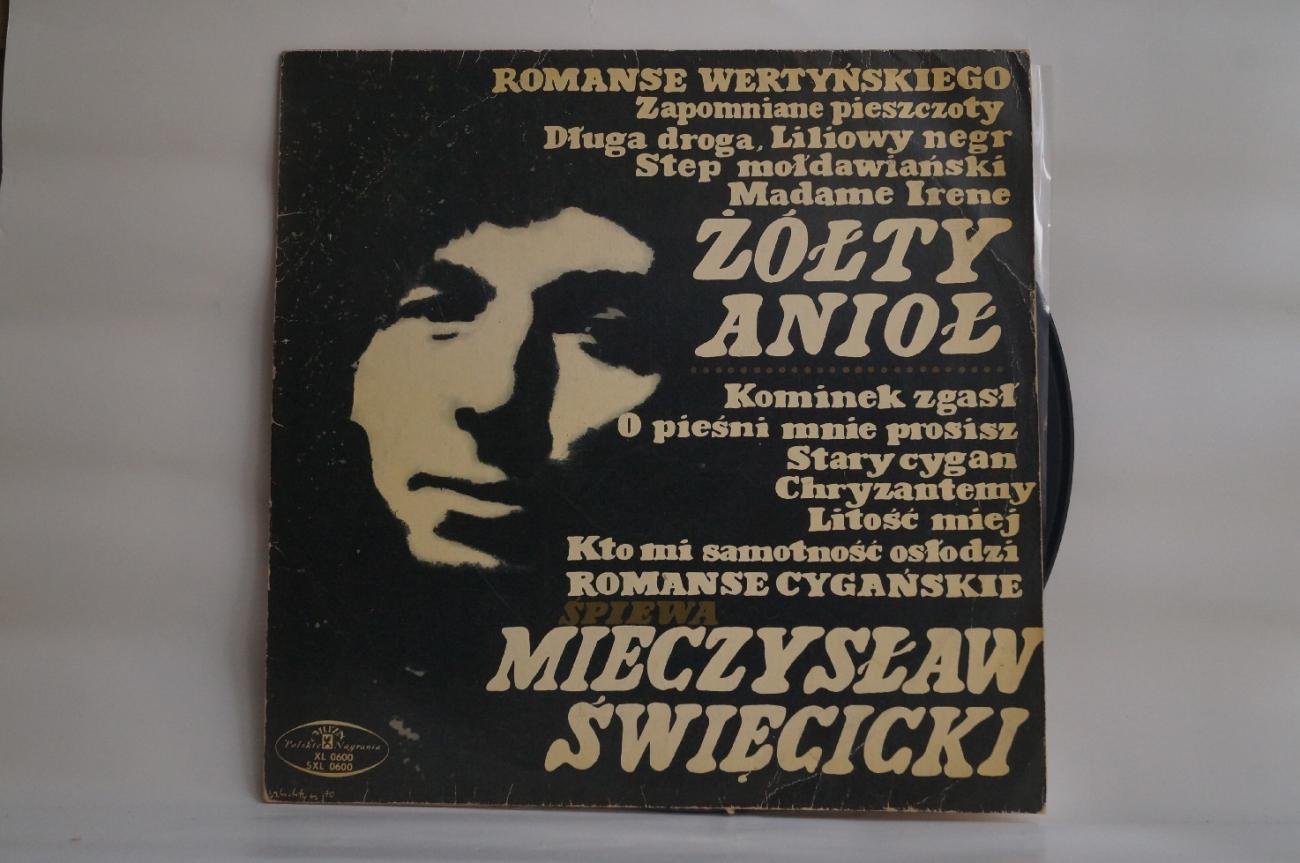 ROMANSE WERTYŃSKIEGO
Zapomniane pieszczoty
Długa droga, Liliowy negr
Step mołdawiański
Madame Irene
ŻÓŁTY
ANIOŁ
Kominek zgasł
O pieśni mnie prosisz
Stary cygan
Chryzantemy
Litość miej
Kto mi samotność osłodzi
ROMANSE CYGAŃSKIE
ŚPIEWA
MIECZYSŁAW
ŚWIĘCICKI
MUZA
Polskie Nagrania
XL 0600
SXL 0600